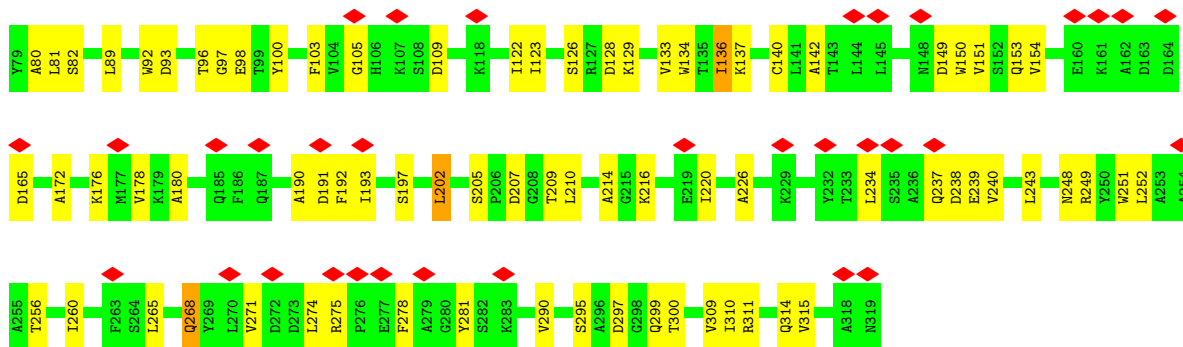 Y79 A80 L81 S82 L89 W92 D93 T96 G97 E98 T99 Y100 F103 V104 G105 H106 K107 S108 D109 K118 I122 I123 S126 R127 D128 K129 V133 W134 T135 I136 K137 C140 L141 A142 T143 L144 L145 N148 D149 W150 V151 S152 Q153 V154 E160 K161 A162 D163 D164
D165 A172 K176 M177 V178 K179 A180 Q185 F186 Q187 A190 D191 F192 I193 S197 L202 S205 P206 D207 G208 T209 L210 A214 G215 K216 E219 I220 A226 K229 Y232 T233 L234 S235 A236 Q237 D238 E239 V240 L243 N248 R249 Y250 W251 L252 A253 A254
A255 T256 I260 F263 S264 L265 Q268 Y269 L270 V271 D272 D273 L274 R275 P276 E277 F278 A279 G280 Y281 S282 K283 V290 S295 A296 D297 G298 Q299 T300 V309 I310 R311 Q314 V315 A318 N319